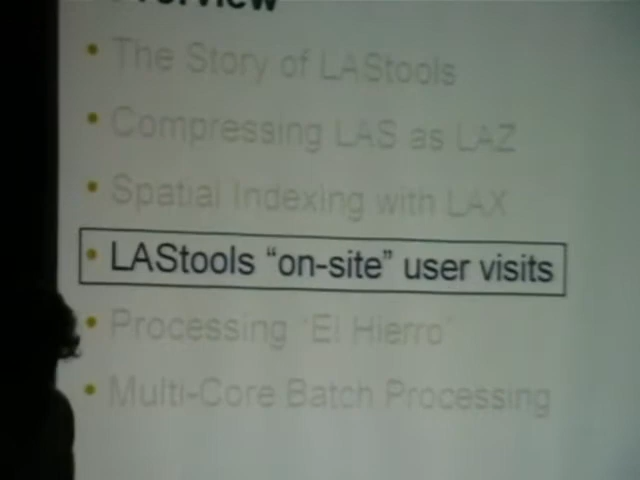 Overview
• The Story of LAStools
• Compressing LAS as LAZ
• Spatial Indexing with LAX
• LAStools “on-site” user visits
• Processing “El Hierro”
• Multi-Core Batch Processing